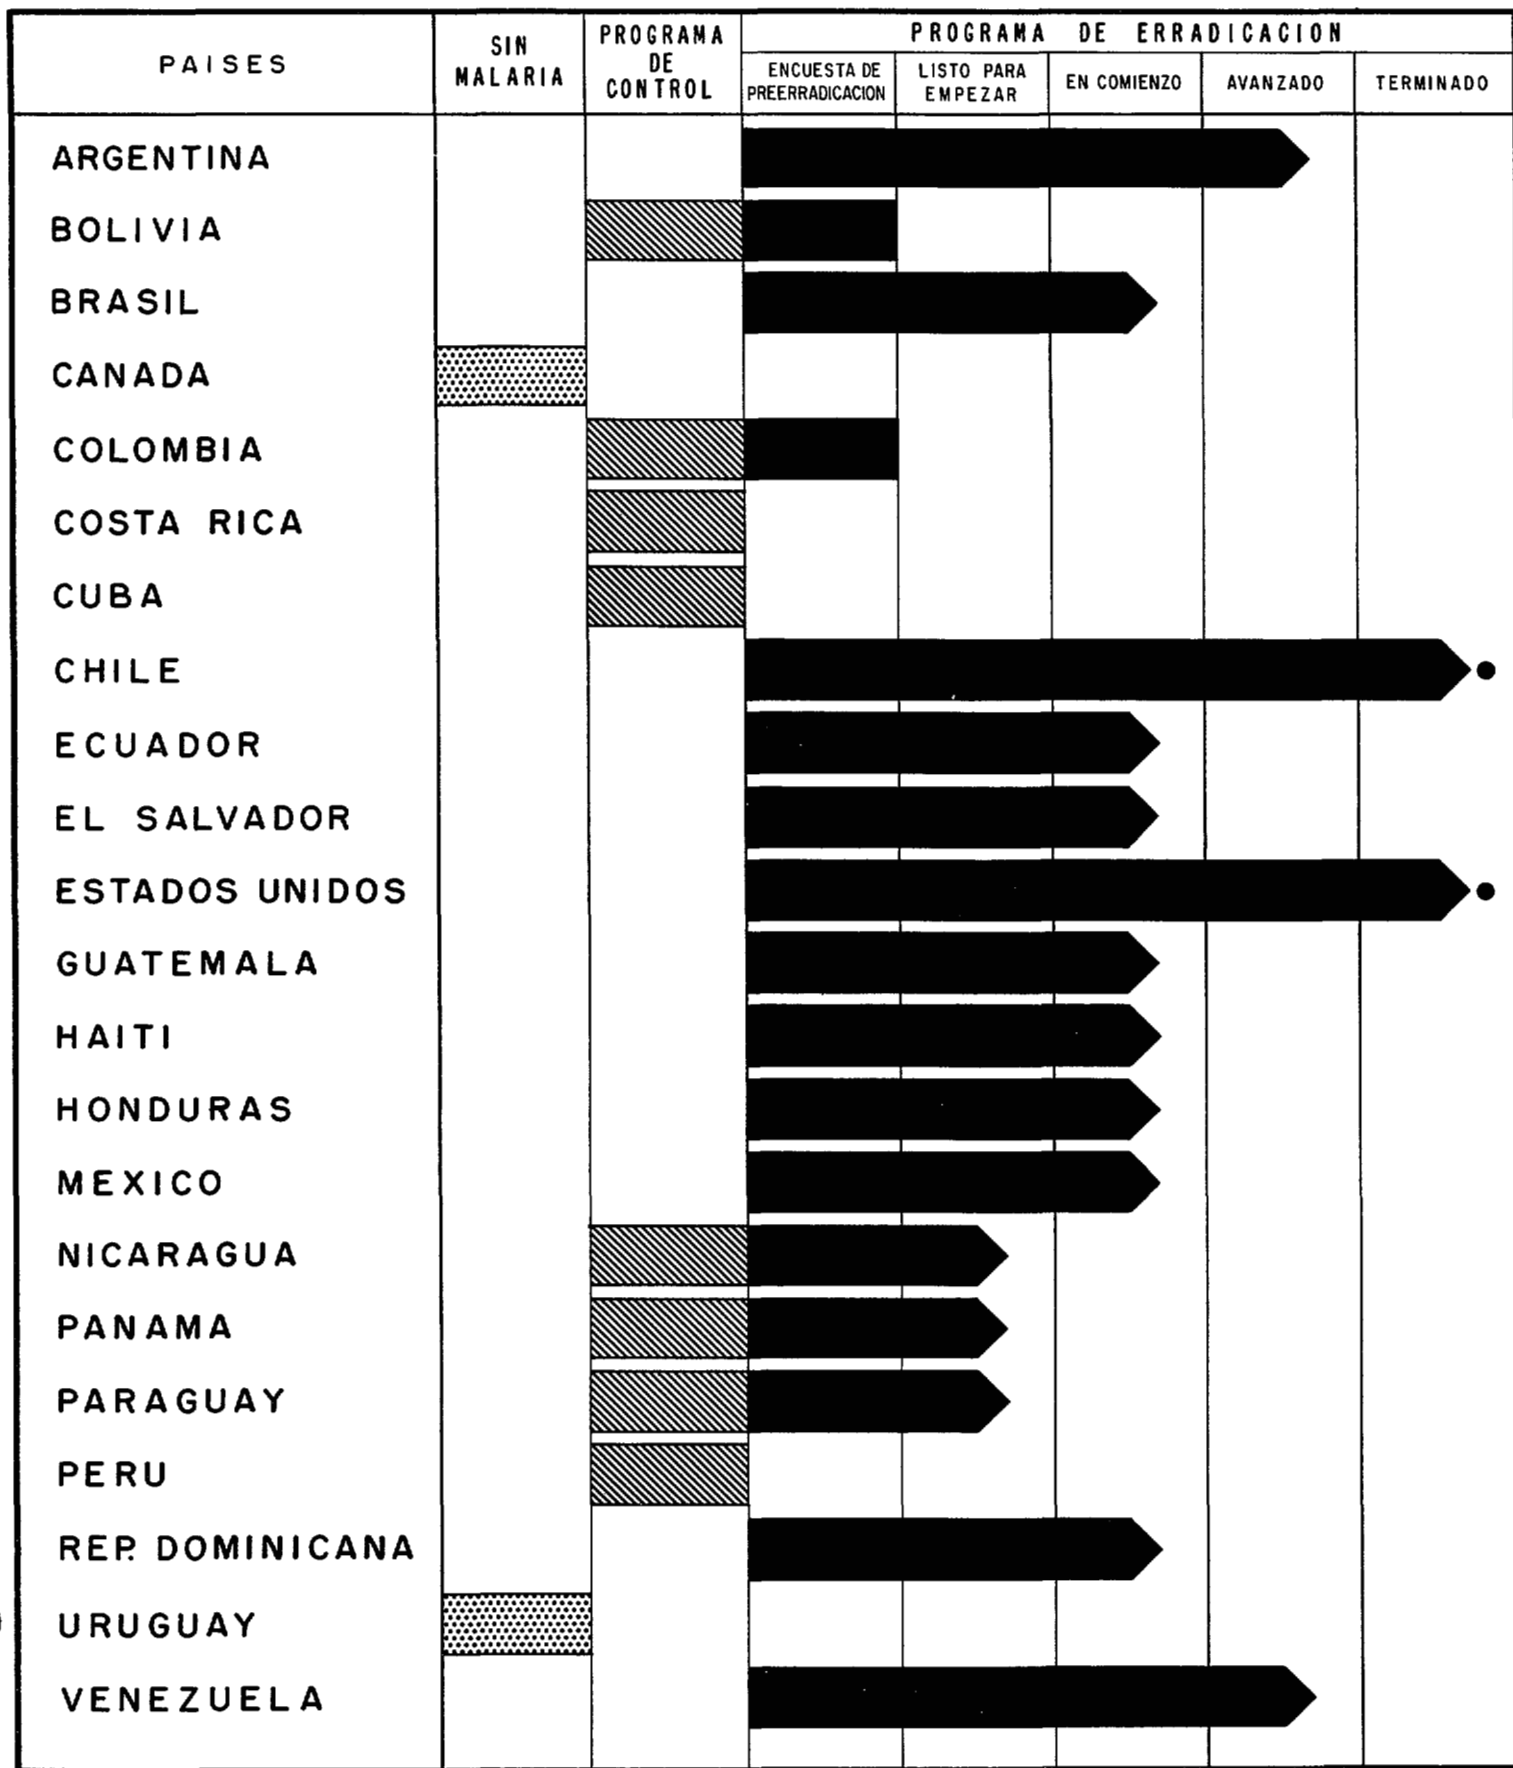 PAISES
SIN
MALARIA
PROGRAMA
DE
CONTROL
PROGRAMA DE ERRADICACION
ENCUESTA DE
PREERRADICACION
LISTO PARA
EMPEZAR
EN COMIENZO
AVANZADO
TERMINADO
ARGENTINA
BOLIVIA
BRASIL
CANADA
COLOMBIA
COSTA RICA
CUBA
CHILE
ECUADOR
EL SALVADOR
ESTADOS UNIDOS
GUATEMALA
HAITI
HONDURAS
MEXICO
NICARAGUA
PANAMA
PARAGUAY
PERU
REP. DOMINICANA
URUGUAY
VENEZUELA